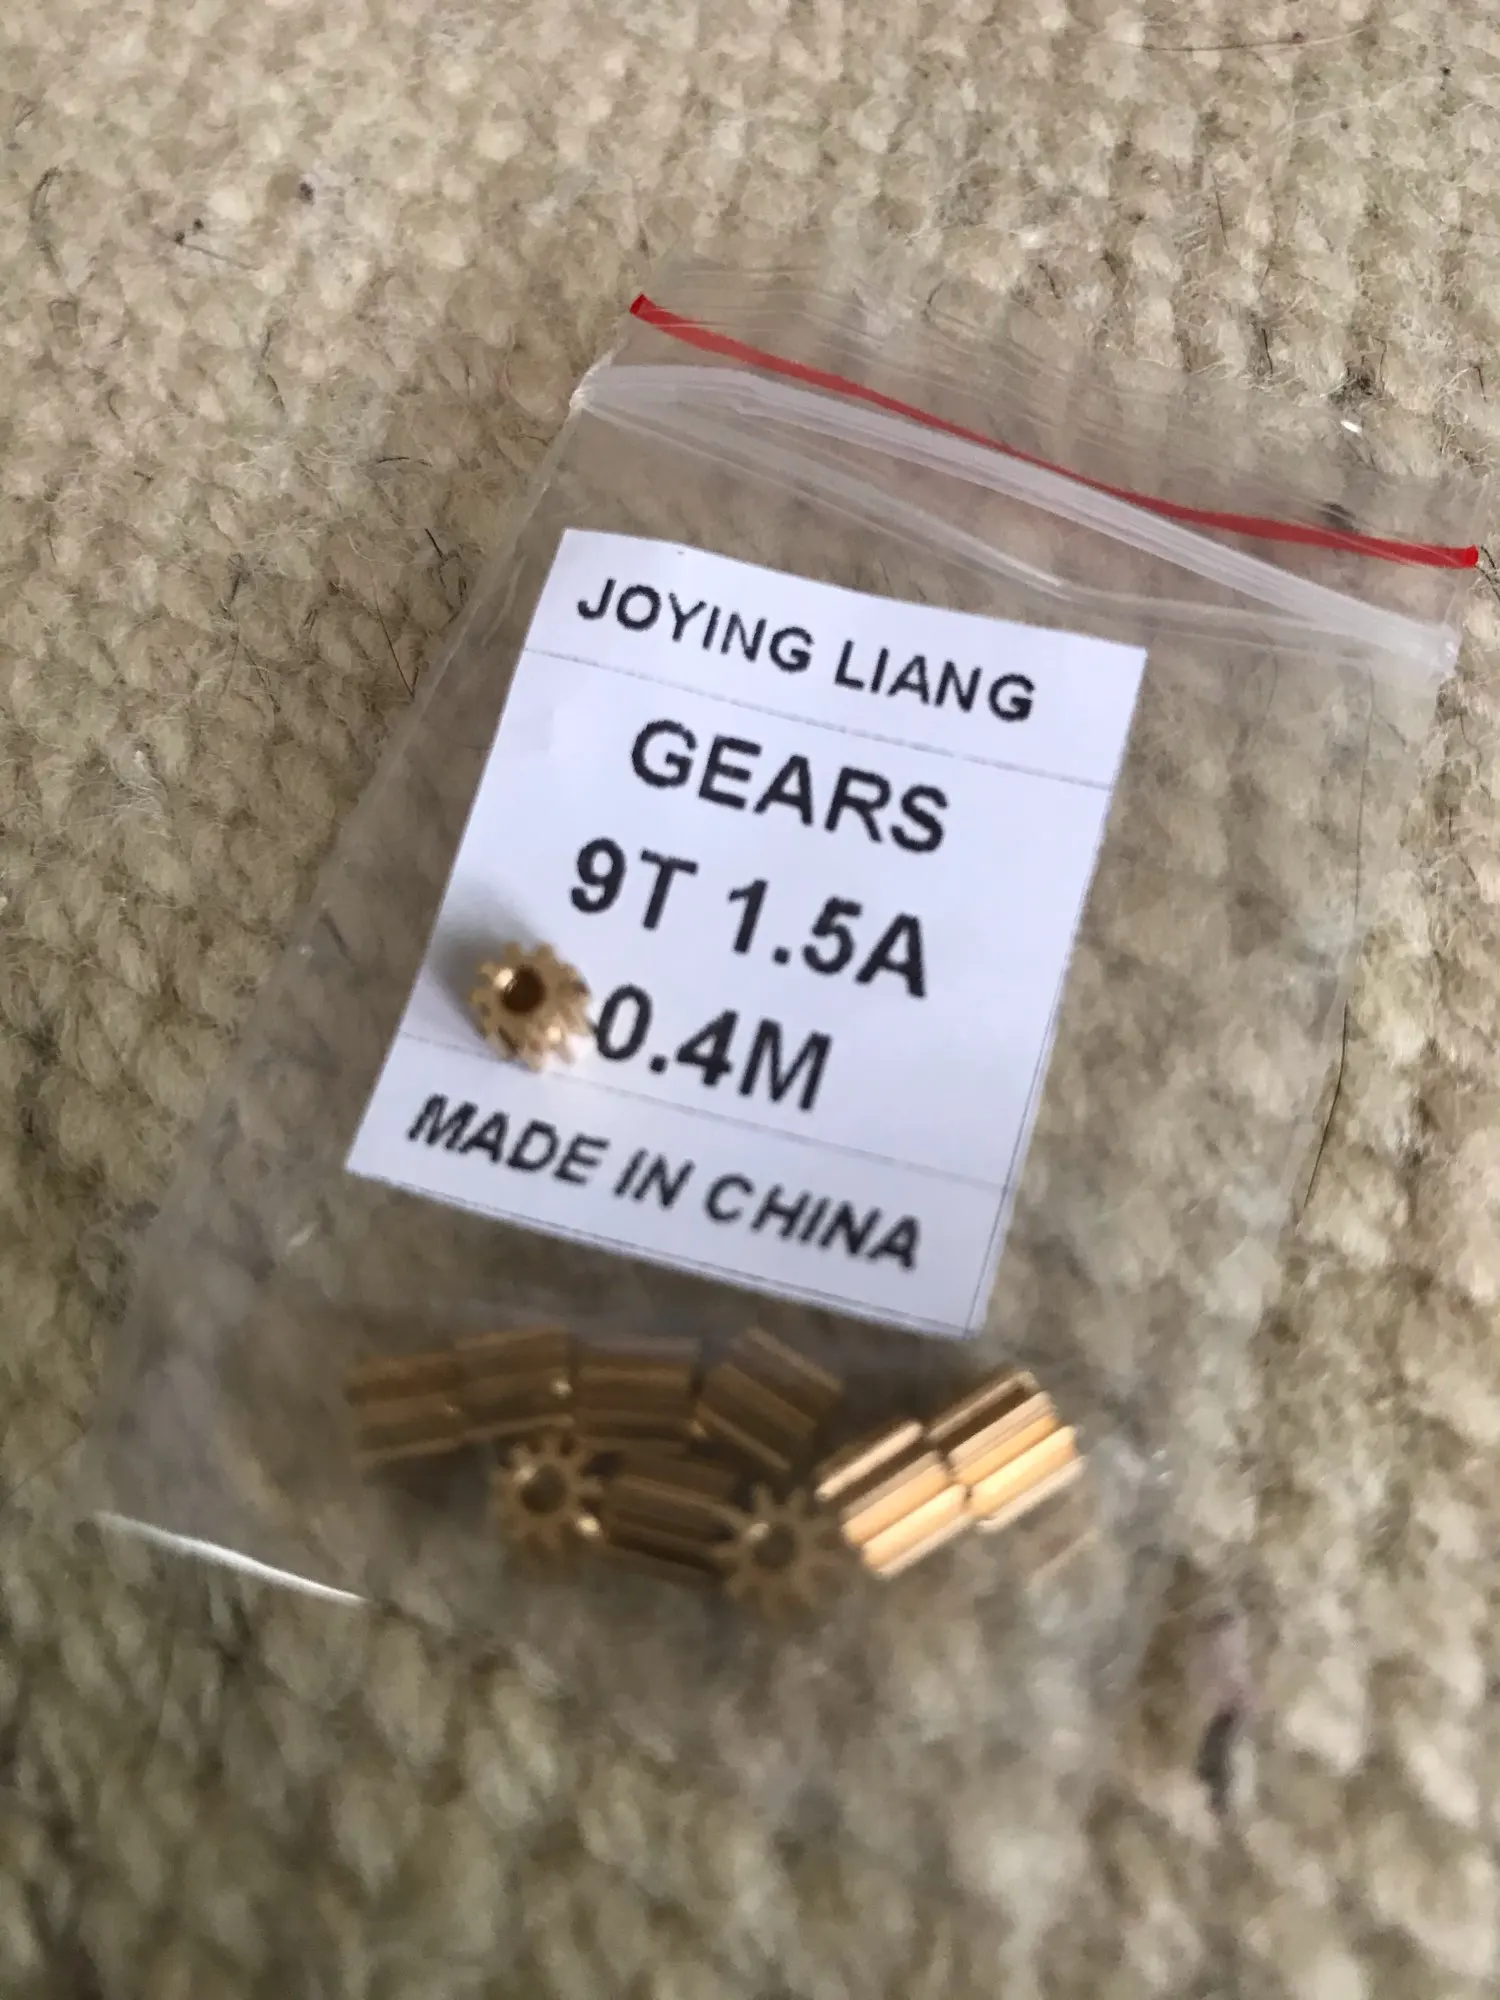 JOYING LIANG
GEARS
9T 1.5A
0.4M
MADE IN CHINA